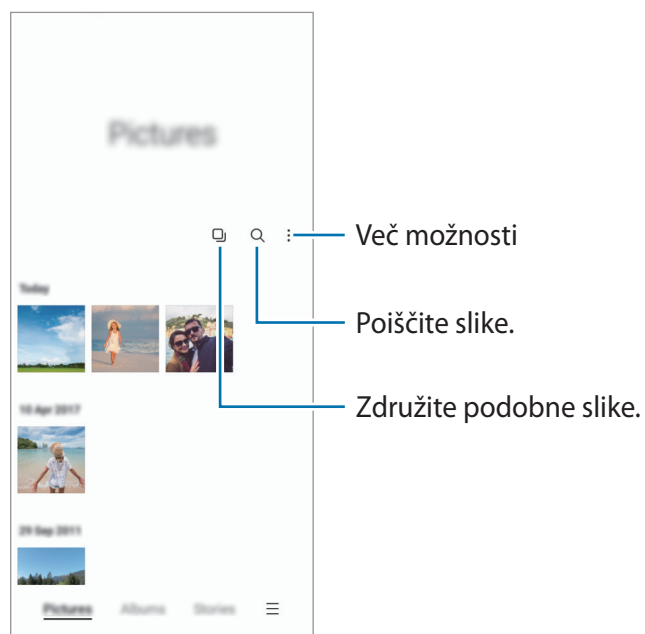 Pictures
Več možnosti
Today
Poiščite slike.
Združite podobne slike.
10 Apr 2017
29 Sep 2011
Pictures Albums Stories